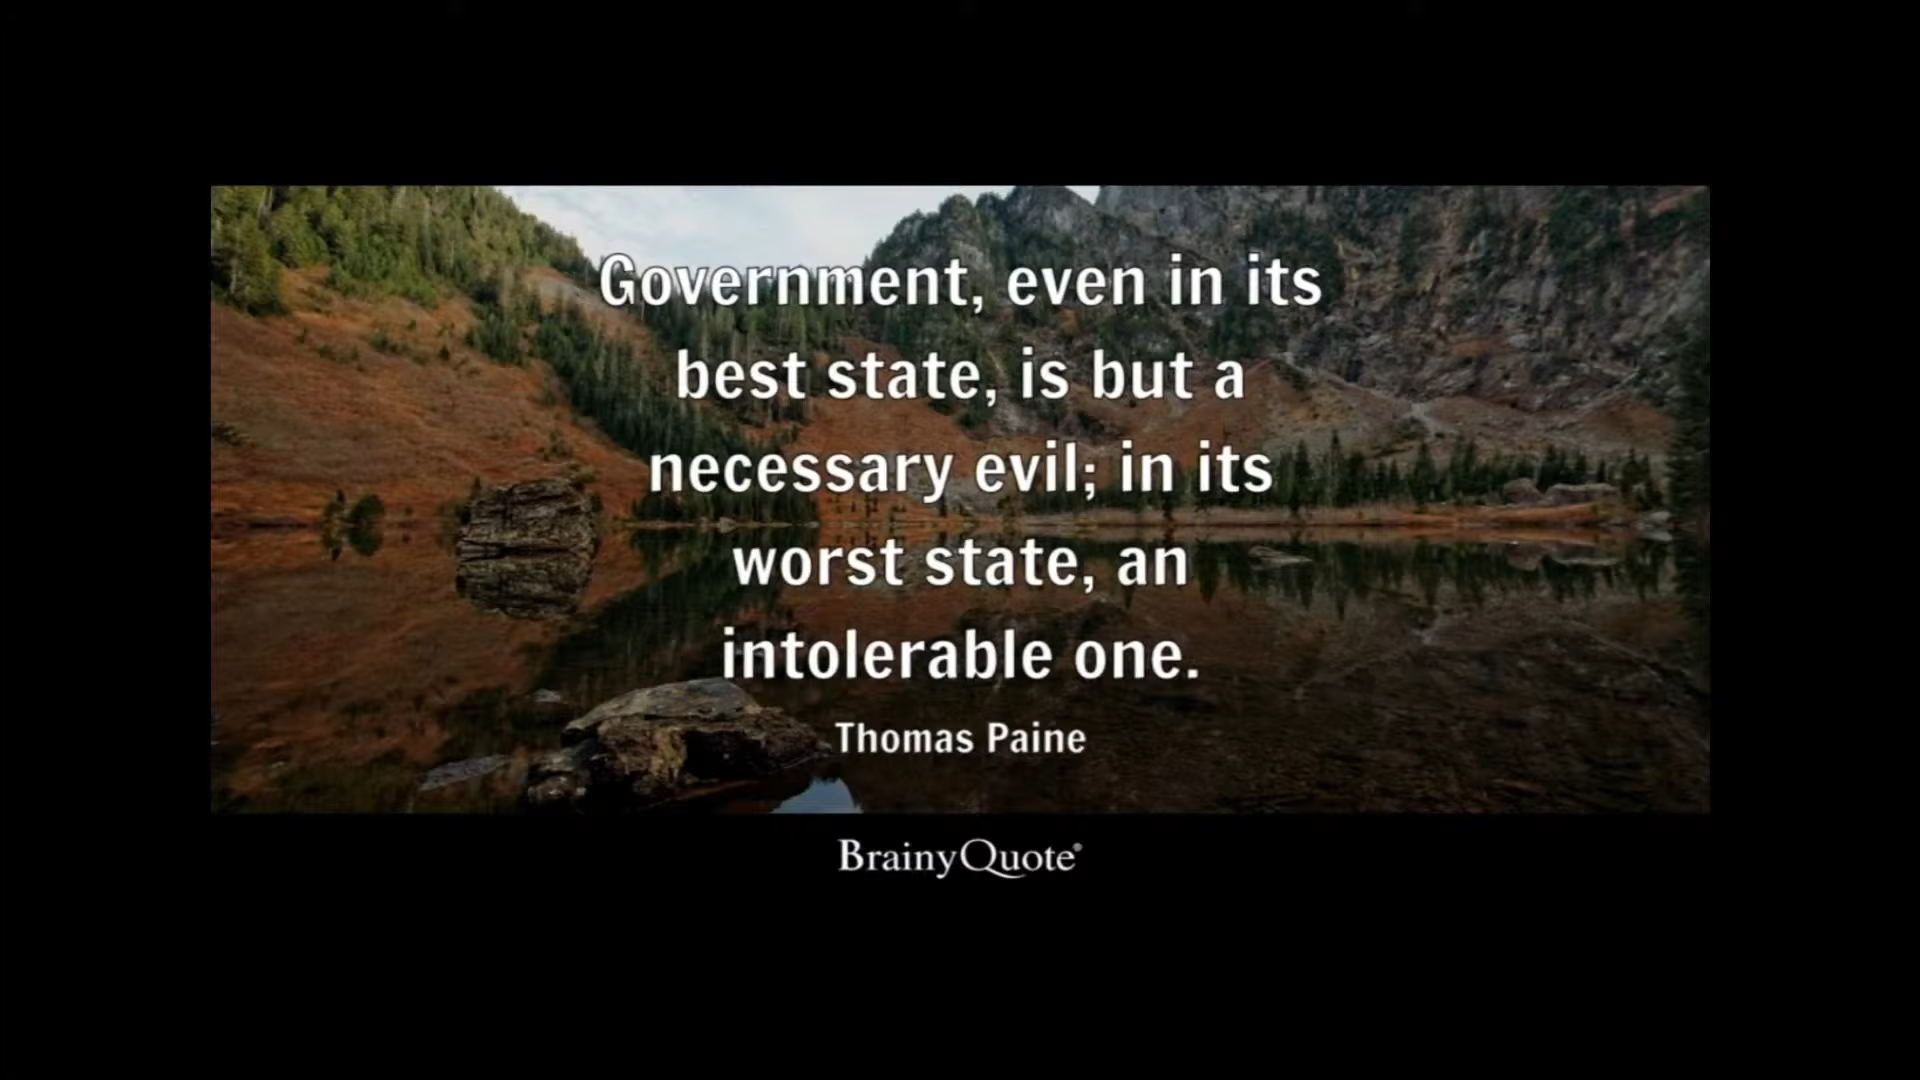 Government, even in its
best state, is but a
necessary evil; in its
worst state, an
intolerable one.
Thomas Paine
BrainyQuote®